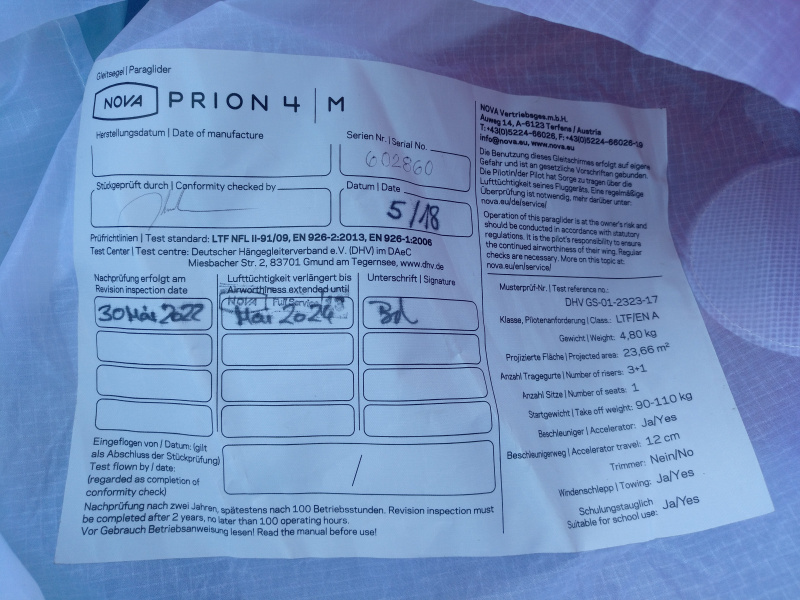 Gleitsegel | Paraglider
NOVA PRION 4 | M
Herstellungsdatum | Date of manufacture
Serien Nr. | Serial No.
602860
Stückgeprüft durch | Conformity checked by
Datum | Date
5/18
Prüfrichtlinien | Test standard: LTF NFL II-91/09, EN 926-2:2013, EN 926-1:2006
Test Center | Test centre: Deutscher Hängegleiterverband e.V. (DHV) im DAeC
Miesbacher Str. 2, 83701 Gmund am Tegernsee, www.dhv.de
Nachprüfung erfolgt am
Revision inspection date
Lufttüchtigkeit verlängert bis
Airworthiness extended until
Unterschrift | Signature
30 Mai 2022
NOVA Full Service
Mai 2024
Eingeflogen von / Datum: (gilt
als Abschluss der Stückprüfung)
Test flown by / date:
(regarded as completion of
conformity check)
/
Nachprüfung nach zwei Jahren, spätestens nach 100 Betriebsstunden. Revision inspection must
be completed after 2 years, no later than 100 operating hours.
Vor Gebrauch Betriebsanweisung lesen! Read the manual before use!
NOVA Vertriebsges.m.b.H.
Auweg 14, A-6123 Terfens / Austria
T: +43(0)5224-66026, F: +43(0)5224-66026-19
info@nova.eu, www.nova.eu
Die Benutzung dieses Gleitschirmes erfolgt auf eigene
Gefahr und ist an gesetzliche Vorschriften gebunden.
Die Pilotin/der Pilot hat Sorge zu tragen über die
Lufttüchtigkeit seines Fluggeräts. Eine regelmäßige
Überprüfung ist notwendig, mehr darüber unter:
nova.eu/de/service/
Operation of this paraglider is at the owner's risk and
should be conducted in accordance with statutory
regulations. It is the pilot's responsibility to ensure
the continued airworthiness of their wing. Regular
checks are necessary. More on this topic at:
nova.eu/en/service/
Musterprüf-Nr. | Test reference no.:
DHV GS-01-2323-17
Klasse, Pilotenanforderung | Class.: LTF/EN A
Gewicht | Weight: 4,80 kg
Projizierte Fläche | Projected area: 23,66 m²
Anzahl Tragegurte | Number of risers: 3+1
Anzahl Sitze | Number of seats: 1
Startgewicht | Take off weight: 90-110 kg
Beschleuniger | Accelerator: Ja/Yes
Beschleunigerweg | Accelerator travel: 12 cm
Trimmer: Nein/No
Windenschlepp | Towing: Ja/Yes
Schulungstauglich
Suitable for school use: Ja/Yes